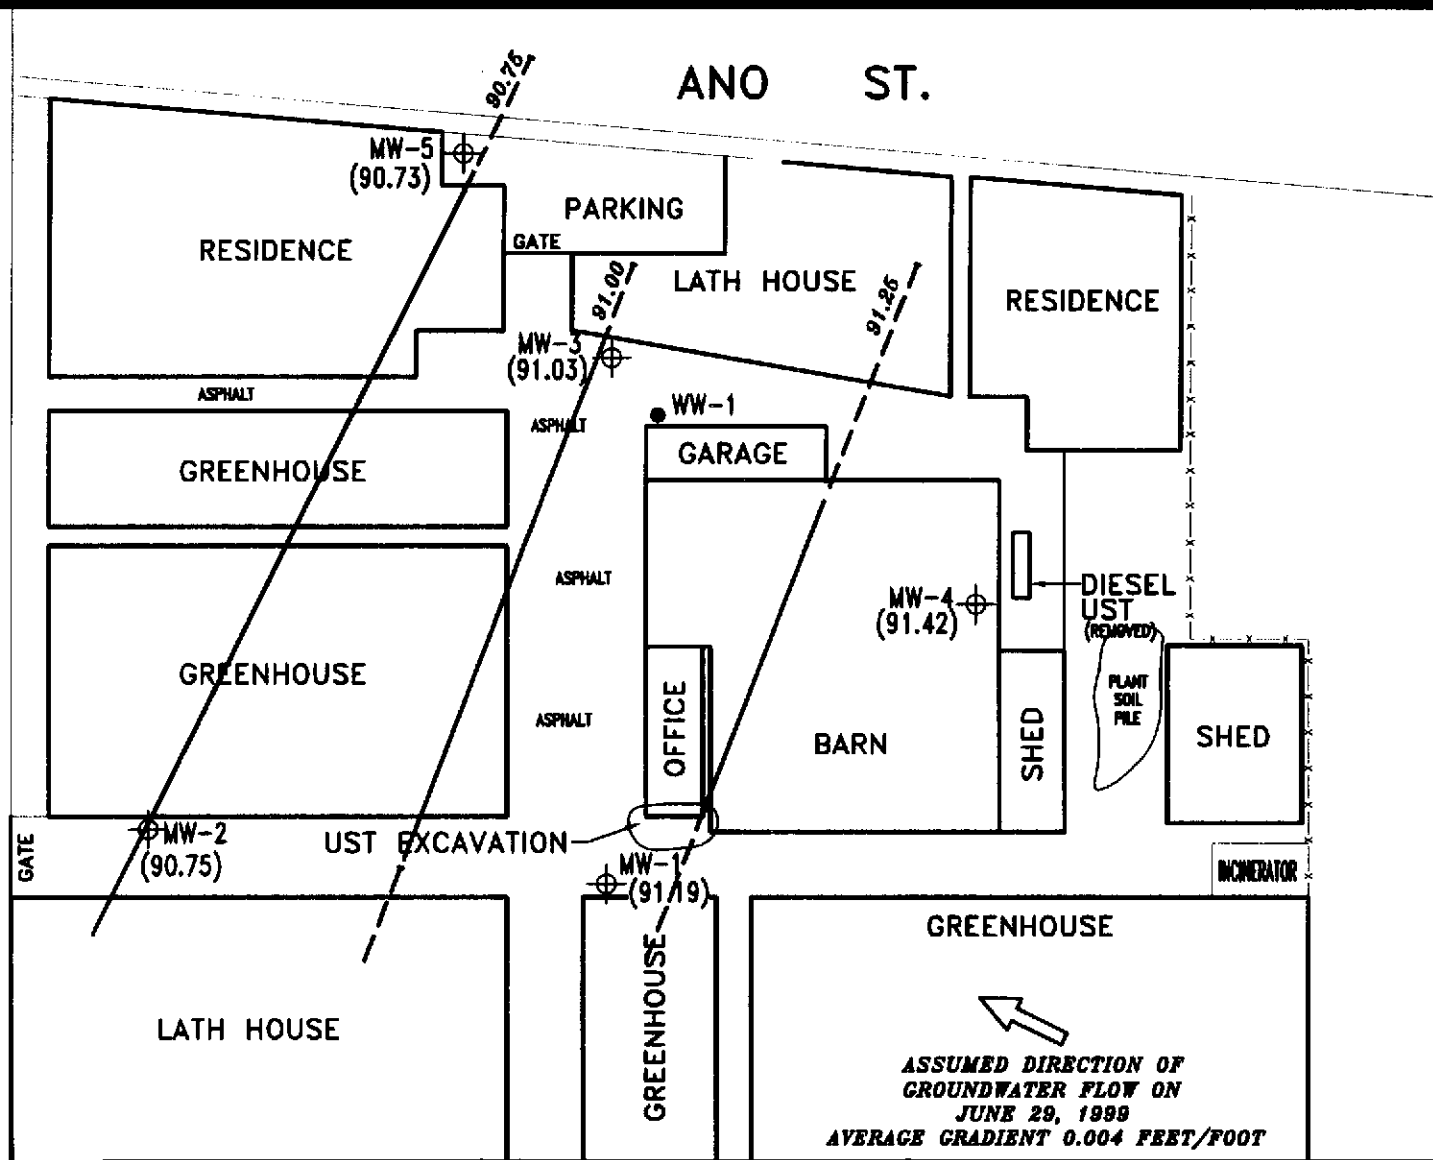 ANO ST.
90.75
MW-5
(90.73)
PARKING
RESIDENCE
GATE
91.00
LATH HOUSE
91.25
RESIDENCE
MW-3
(91.03)
ASPHALT
WW-1
ASPHALT
GARAGE
GREENHOUSE
ASPHALT
MW-4
(91.42)
DIESEL
UST
(REMOVED)
GREENHOUSE
PLANT
SOIL
PILE
OFFICE
ASPHALT
BARN
SHED
SHED
GATE
MW-2
(90.75)
UST EXCAVATION
MW-1
(91.19)
INCINERATOR
GREENHOUSE
GREENHOUSE
LATH HOUSE
ASSUMED DIRECTION OF
GROUNDWATER FLOW ON
JUNE 29, 1999
AVERAGE GRADIENT 0.004 FEET/FOOT